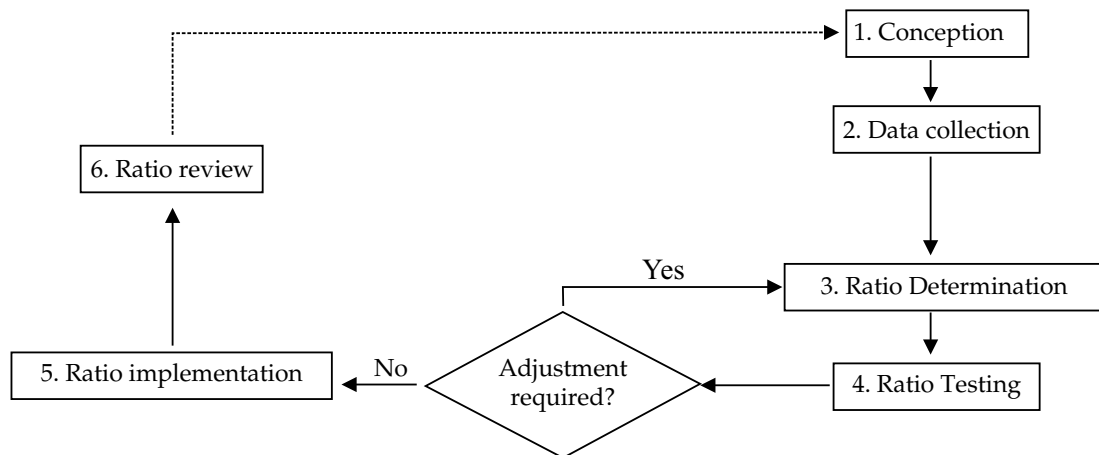 1. Conception
2. Data collection
6. Ratio review
Yes
3. Ratio Determination
5. Ratio implementation
No
Adjustment
required?
4. Ratio Testing